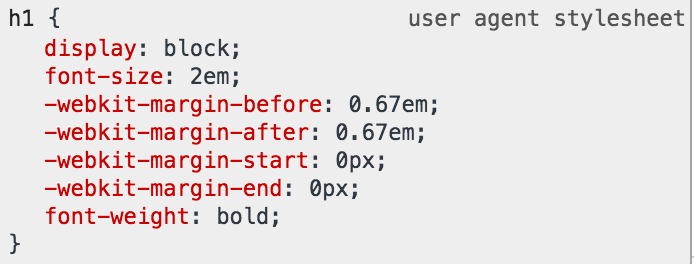 h1 { user agent stylesheet
display: block;
font-size: 2em;
-webkit-margin-before: 0.67em;
-webkit-margin-after: 0.67em;
-webkit-margin-start: 0px;
-webkit-margin-end: 0px;
font-weight: bold;
}